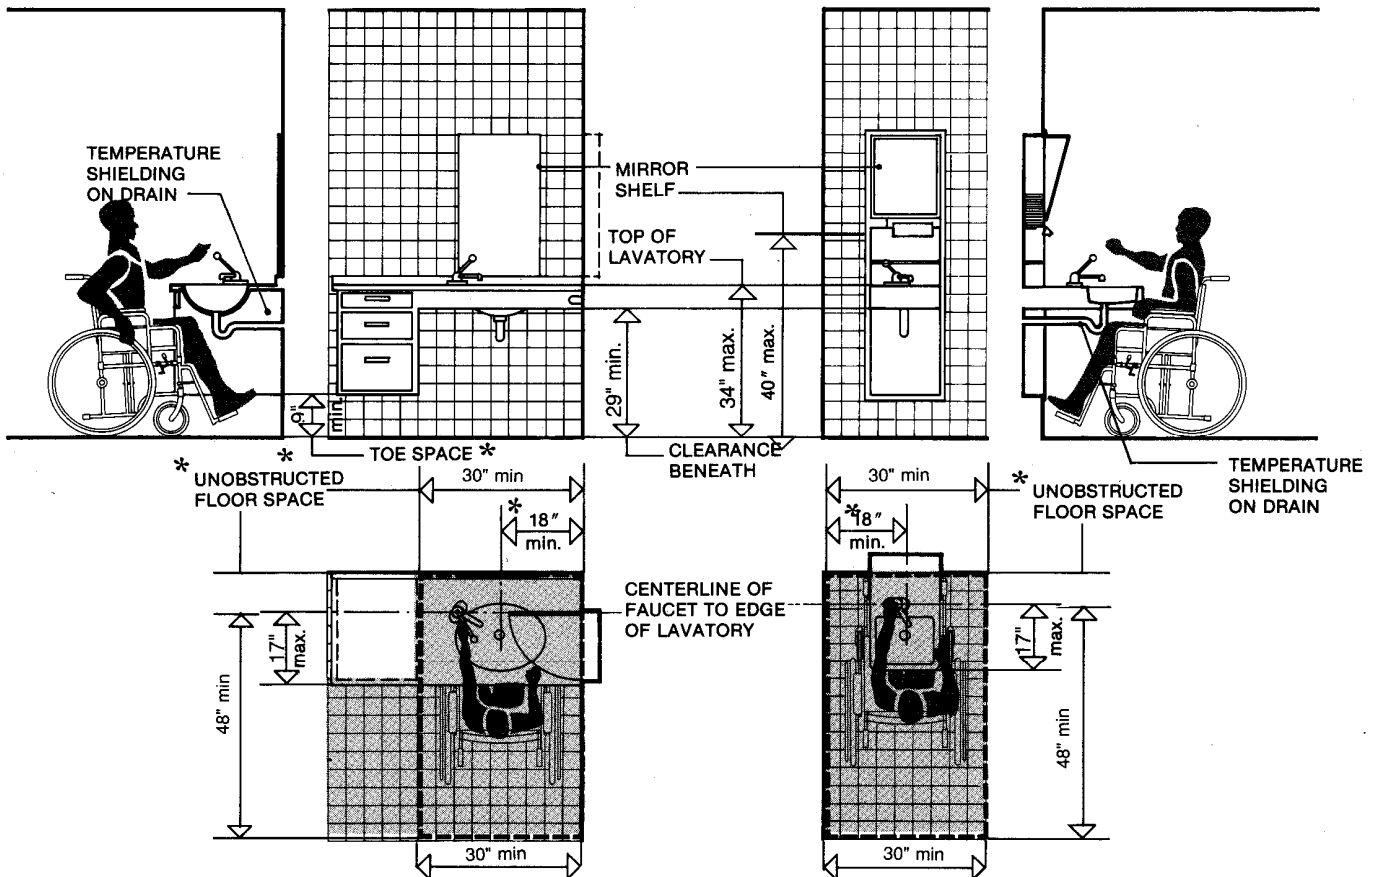 TEMPERATURE
SHIELDING
ON DRAIN
MIRROR
SHELF
TOP OF
LAVATORY
9" min.
29" min.
34" max.
40" max.
TOE SPACE *
CLEARANCE
BENEATH
TEMPERATURE
SHIELDING
ON DRAIN
* *
UNOBSTRUCTED
FLOOR SPACE
30" min
*
18"
min.
30" min
*
18"
min.
* UNOBSTRUCTED
FLOOR SPACE
CENTERLINE OF
FAUCET TO EDGE
OF LAVATORY
17"
max.
48" min
17"
max.
48" min
30" min
30" min